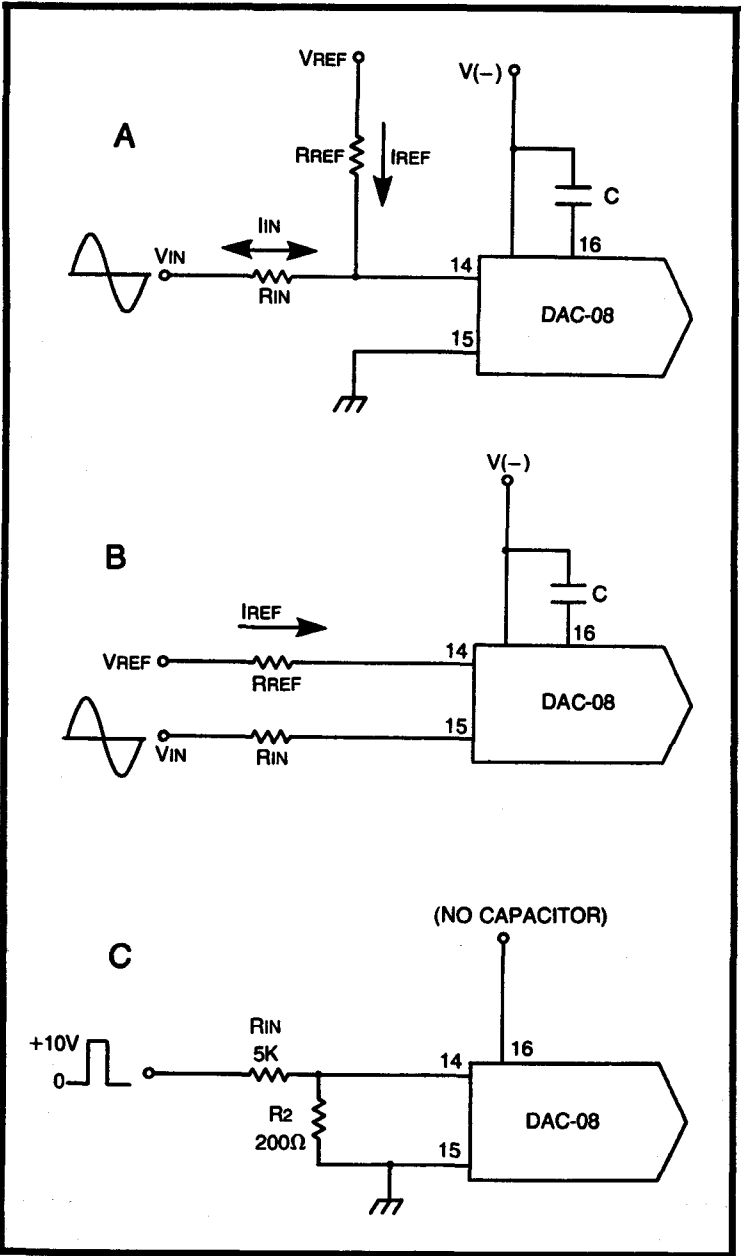 VREF
V(−)
A
RREF
IREF
C
IIN
VIN
16
14
RIN
DAC-08
15
V(−)
B
C
IREF
16
VREF
14
RREF
DAC-08
15
VIN
RIN
(NO CAPACITOR)
C
RIN
+10V
5K
16
14
0
R2
DAC-08
200Ω
15